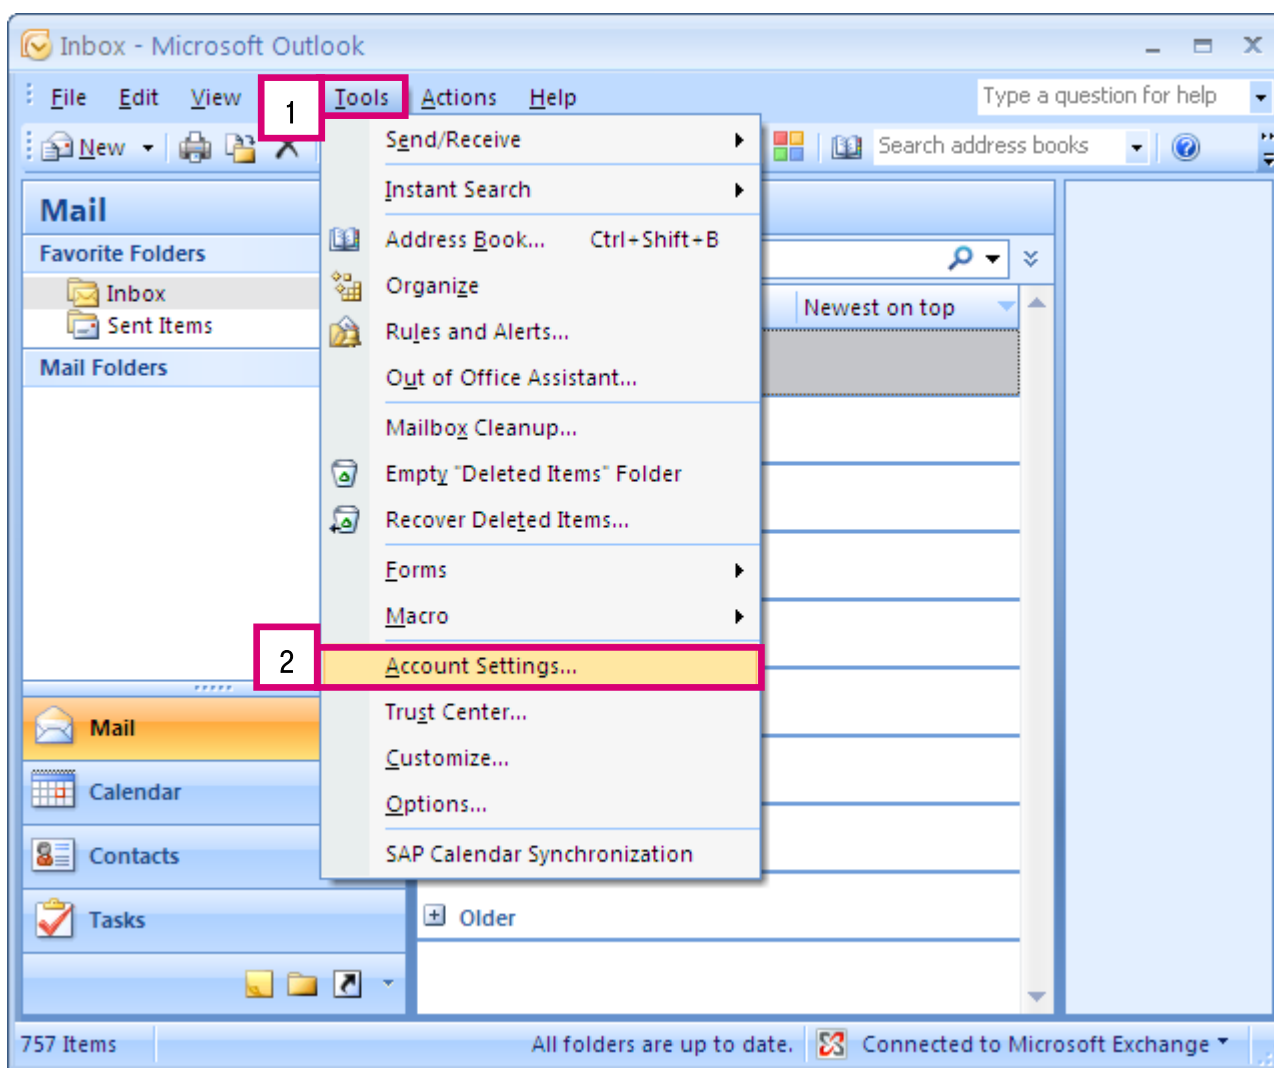 Inbox - Microsoft Outlook
File Edit View 1 Tools Actions Help Type a question for help
New Search address books
Mail
Favorite Folders
Inbox
Sent Items
Mail Folders
Mail
Calendar
Contacts
Tasks
Send/Receive
Instant Search
Address Book... Ctrl+Shift+B
Organize
Rules and Alerts...
Out of Office Assistant...
Mailbox Cleanup...
Empty "Deleted Items" Folder
Recover Deleted Items...
Forms
Macro
2 Account Settings...
Trust Center...
Customize...
Options...
SAP Calendar Synchronization
Newest on top
Older
757 Items All folders are up to date. Connected to Microsoft Exchange